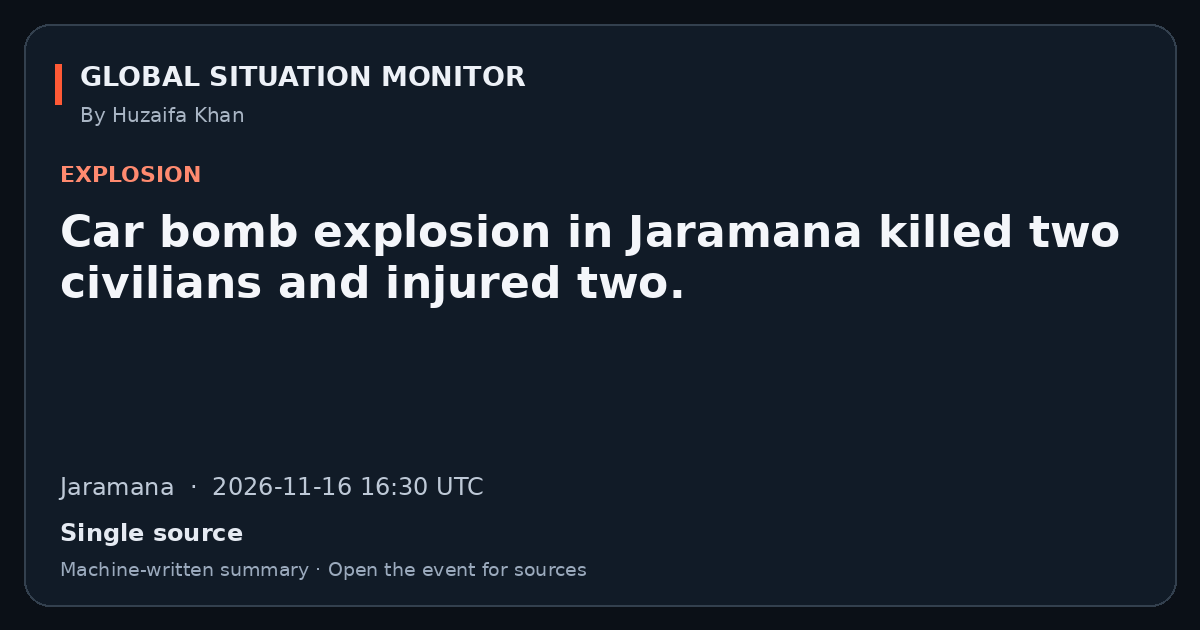 GLOBAL SITUATION MONITOR
By Huzaifa Khan
EXPLOSION
Car bomb explosion in Jaramana killed two
civilians and injured two.
Jaramana · 2026-11-16 16:30 UTC
Single source
Machine-written summary · Open the event for sources